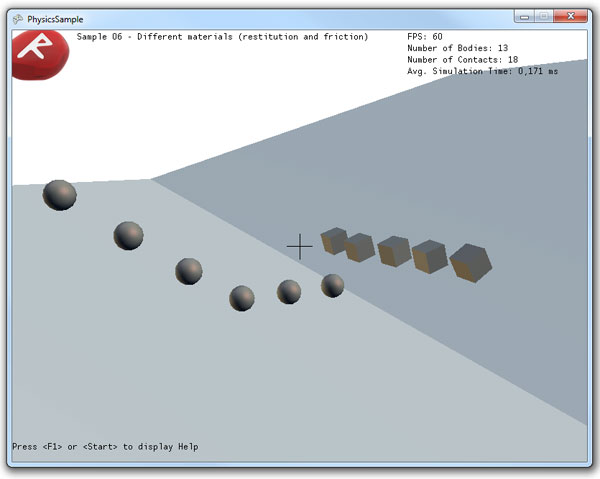 PhysicsSample
Sample 06 - Different materials (restitution and friction)
FPS: 60
Number of Bodies: 13
Number of Contacts: 18
Avg. Simulation Time: 0,171 ms
R
Press <F1> or <Start> to display Help